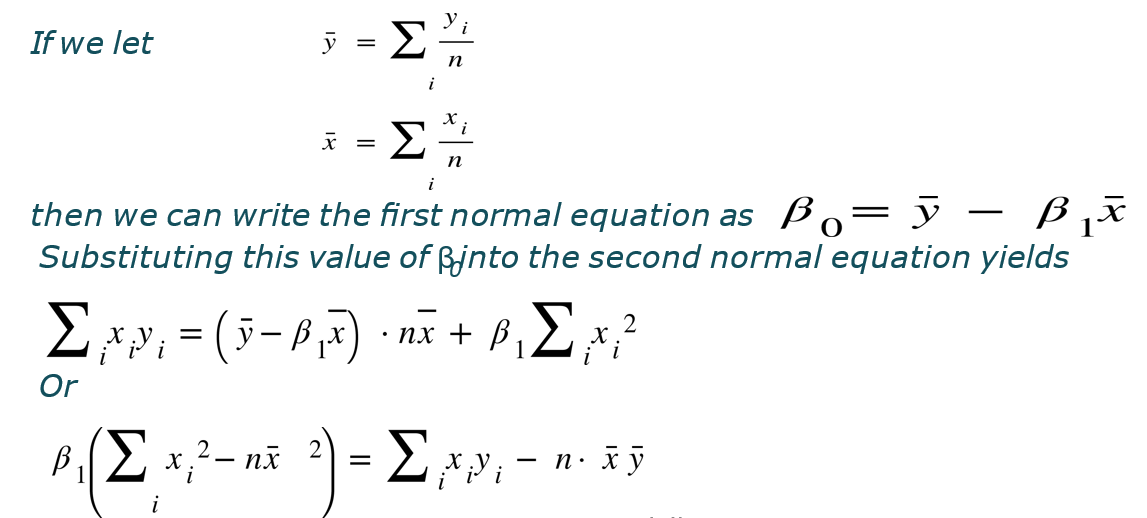 If we let ȳ = ∑ᵢ yᵢ/n
x̄ = ∑ᵢ xᵢ/n
then we can write the first normal equation as β₀ = ȳ − β₁x̄
Substituting this value of β₀ into the second normal equation yields
∑ᵢ xᵢyᵢ = (ȳ − β₁x̄) · nx̄ + β₁ ∑ᵢ xᵢ²
Or
β₁(∑ᵢ xᵢ² − nx̄²) = ∑ᵢ xᵢyᵢ − n · x̄ ȳ